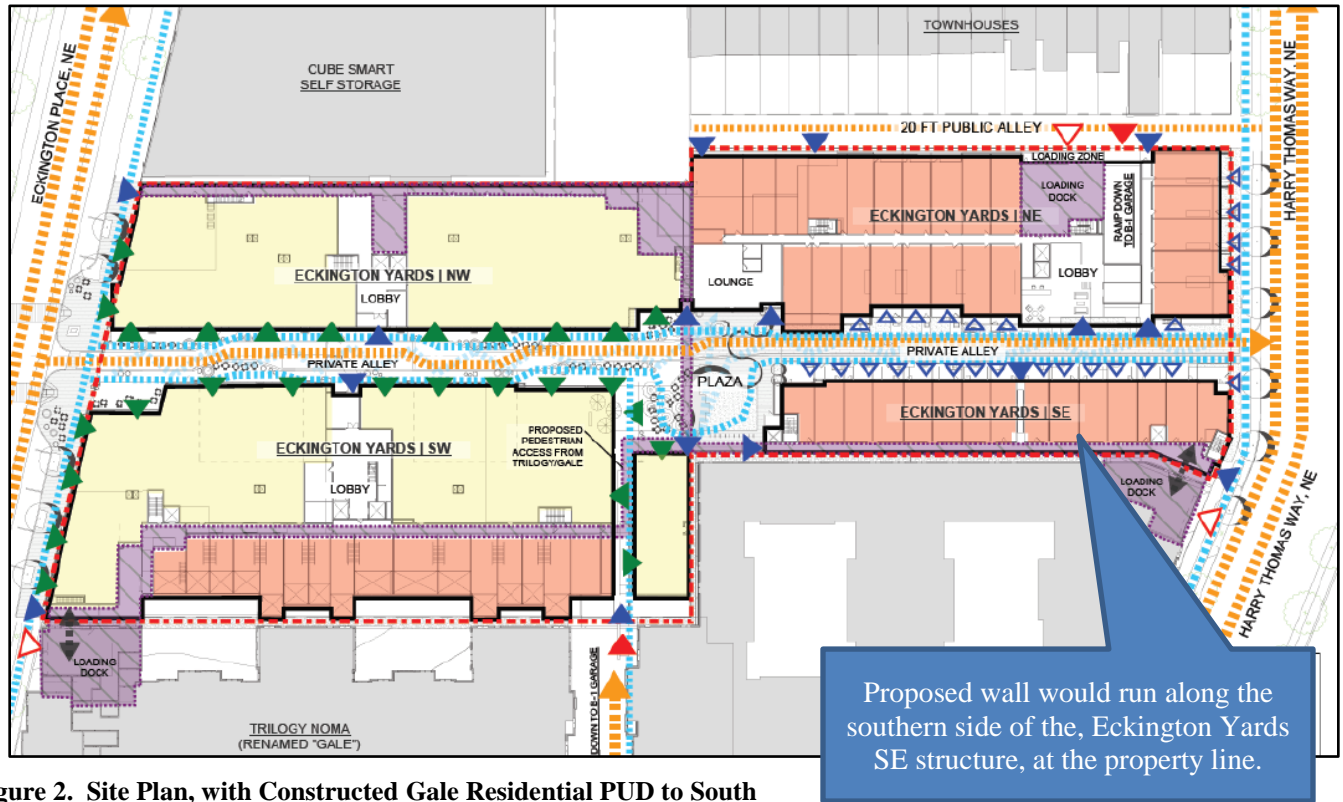 TOWNHOUSES
ECKINGTON PLACE, NE
CUBE SMART
SELF STORAGE
20 FT PUBLIC ALLEY
LOADING ZONE
LOADING
DOCK
RAMP DOWN
TO B-1 GARAGE
HARRY THOMAS WAY, NE
ECKINGTON YARDS | NE
ECKINGTON YARDS | NW
LOBBY
LOUNGE
LOBBY
PRIVATE ALLEY
PRIVATE ALLEY
PLAZA
ECKINGTON YARDS | SE
ECKINGTON YARDS | SW
PROPOSED
PEDESTRIAN
ACCESS FROM
TRILOGY/GALE
LOBBY
LOADING
DOCK
HARRY THOMAS WAY, NE
LOADING
DOCK
DOWN TO B-1 GARAGE
TRILOGY NOMA
(RENAMED "GALE")
Proposed wall would run along the
southern side of the, Eckington Yards
SE structure, at the property line.
gure 2. Site Plan, with Constructed Gale Residential PUD to South